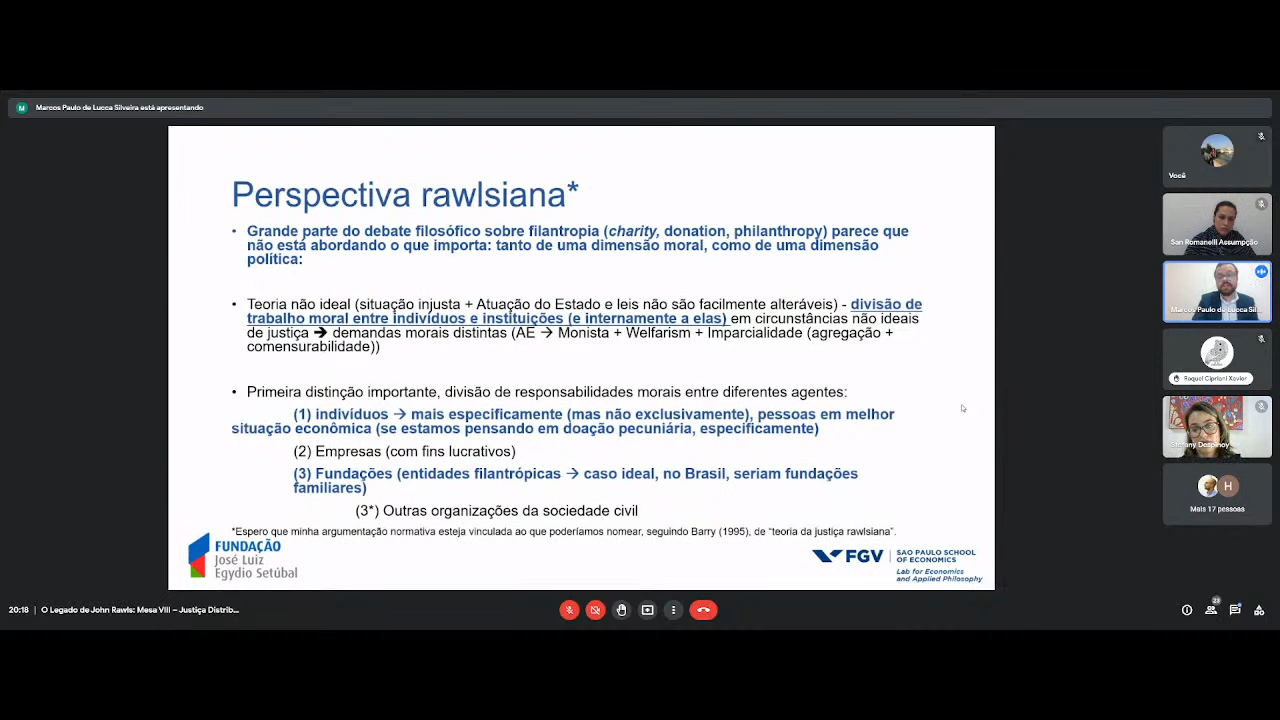 M
Marcos Paulo de Lucca Silveira está apresentando
Perspectiva rawlsiana*
• Grande parte do debate filosófico sobre filantropia (charity, donation, philanthropy) parece que
não está abordando o que importa: tanto de uma dimensão moral, como de uma dimensão
política:
• Teoria não ideal (situação injusta + Atuação do Estado e leis não são facilmente alteráveis) - divisão de
trabalho moral entre indivíduos e instituições (e internamente a elas) em circunstâncias não ideais
de justiça → demandas morais distintas (AE → Monista + Welfarism + Imparcialidade (agregação +
comensurabilidade))
• Primeira distinção importante, divisão de responsabilidades morais entre diferentes agentes:
(1) indivíduos → mais especificamente (mas não exclusivamente), pessoas em melhor
situação econômica (se estamos pensando em doação pecuniária, especificamente)
(2) Empresas (com fins lucrativos)
(3) Fundações (entidades filantrópicas → caso ideal, no Brasil, seriam fundações
familiares)
(3*) Outras organizações da sociedade civil
*Espero que minha argumentação normativa esteja vinculada ao que poderíamos nomear, seguindo Barry (1995), de "teoria da justiça rawlsiana".
FUNDAÇÃO
José Luiz
Egydio Setúbal
FGV
SAO PAULO SCHOOL
OF ECONOMICS
Lab for Economics
and Applied Philosophy
Você
San Romanelli Assumpção
Marcos Paulo de Lucca Sil...
Raquel Cipriani Xavier
Stefany Despinoy
H
Mais 17 pessoas
20:18 | O Legado de John Rawls: Mesa VIII – Justiça Distrib...
23